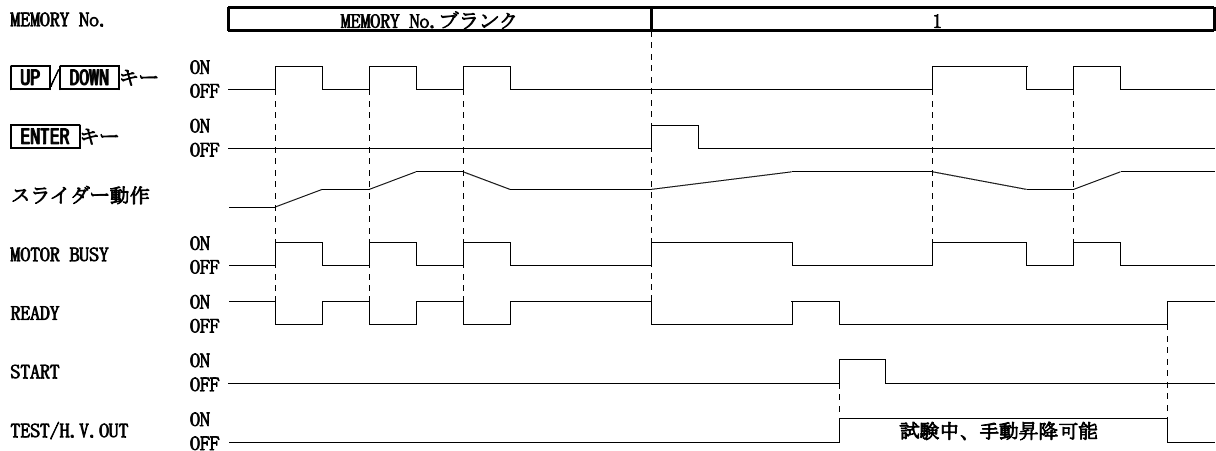 MEMORY No.
MEMORY No.ブランク
1
UP / DOWN キー
ON
OFF
ENTER キー
ON
OFF
スライダー動作
MOTOR BUSY
ON
OFF
READY
ON
OFF
START
ON
OFF
TEST/H.V.OUT
ON
OFF
試験中、手動昇降可能